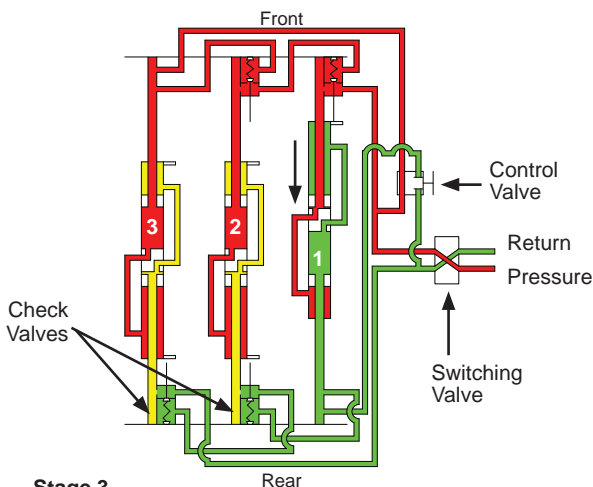 Front
Control
Valve
3
2
1
Return
Pressure
Check
Valves
Switching
Valve
Rear